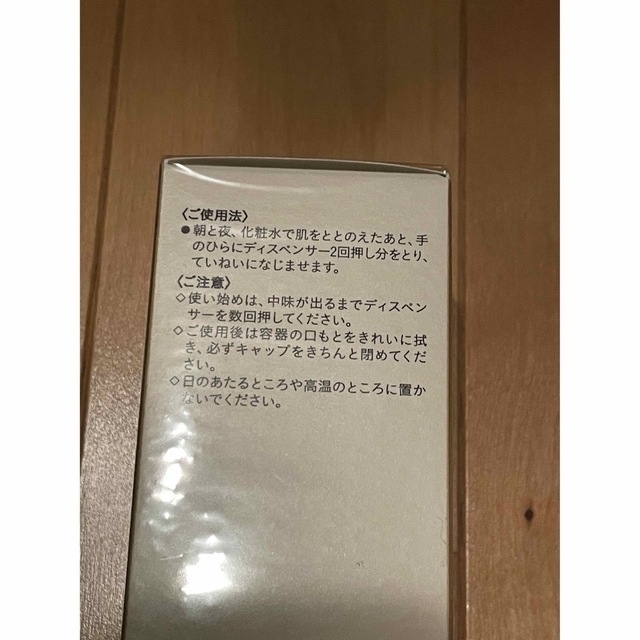 〈ご使用法〉
●朝と夜、化粧水で肌をととのえたあと、手
のひらにディスペンサー2回押し分をとり、
ていねいになじませます。
〈ご注意〉
◇使い始めは、中味が出るまでディスペン
サーを数回押してください。
◇ご使用後は容器の口もとをきれいに拭
き、必ずキャップをきちんと閉めてくだ
さい。
◇日のあたるところや高温のところに置か
ないでください。